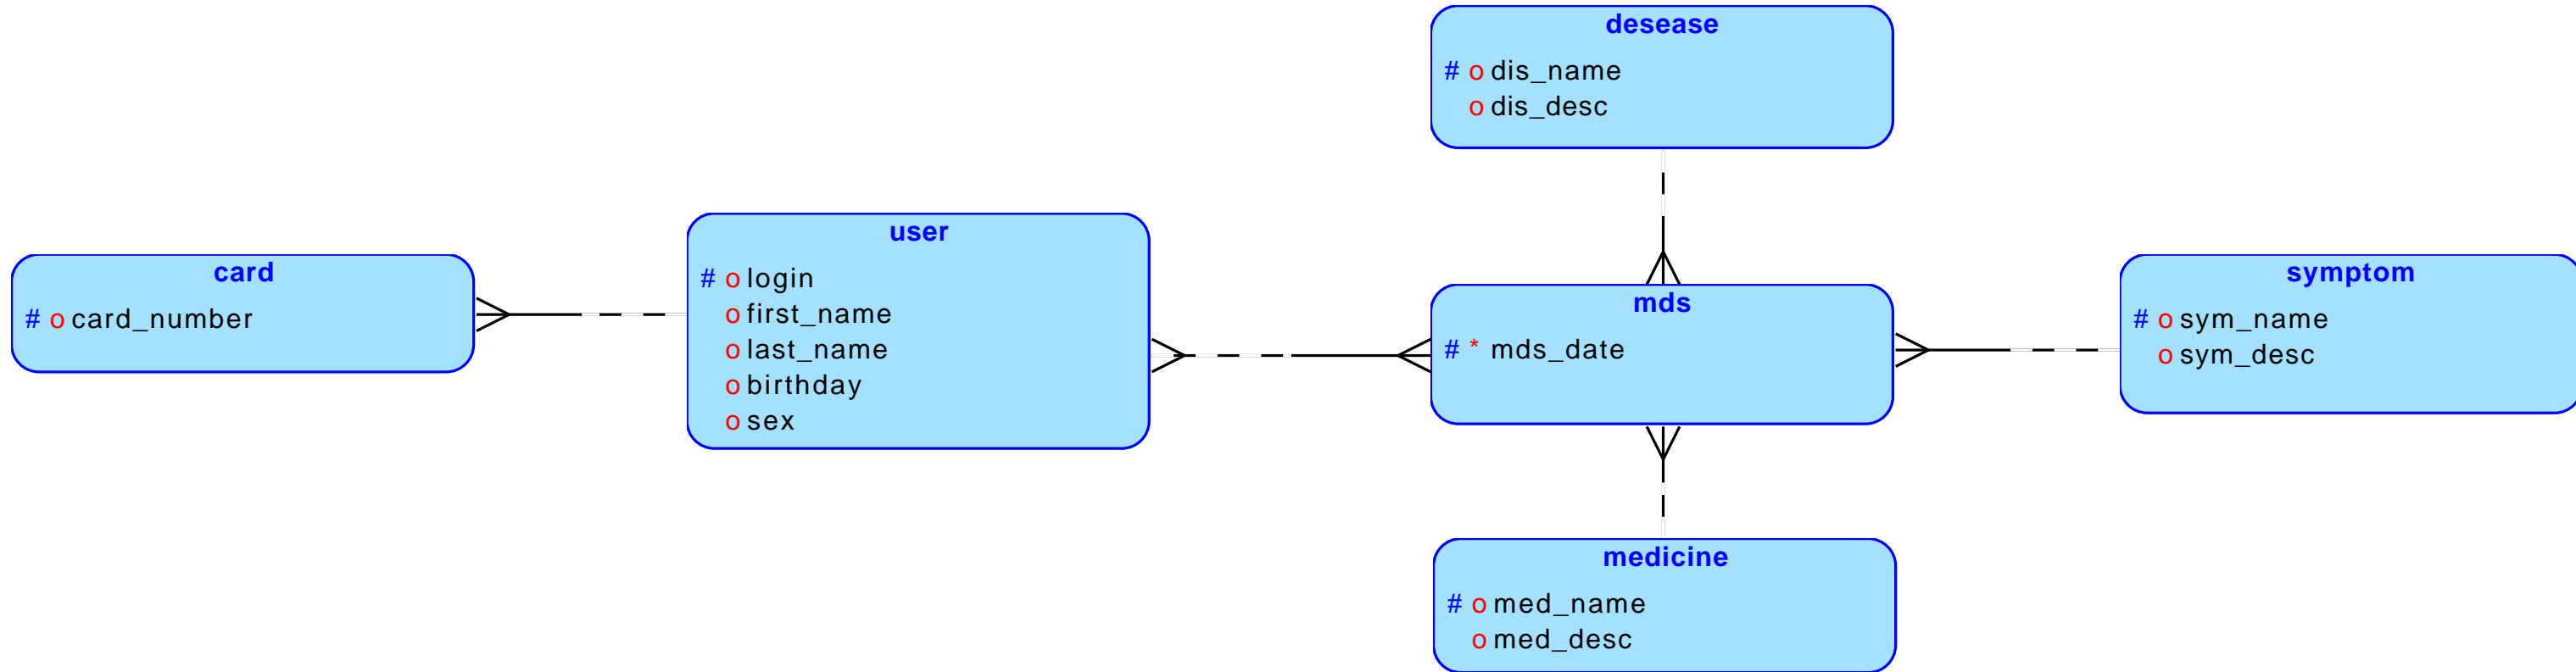 card
# o card_number
user
# o login
o first_name
o last_name
o birthday
o sex
desease
# o dis_name
o dis_desc
mds
# * mds_date
medicine
# o med_name
o med_desc
symptom
# o sym_name
o sym_desc